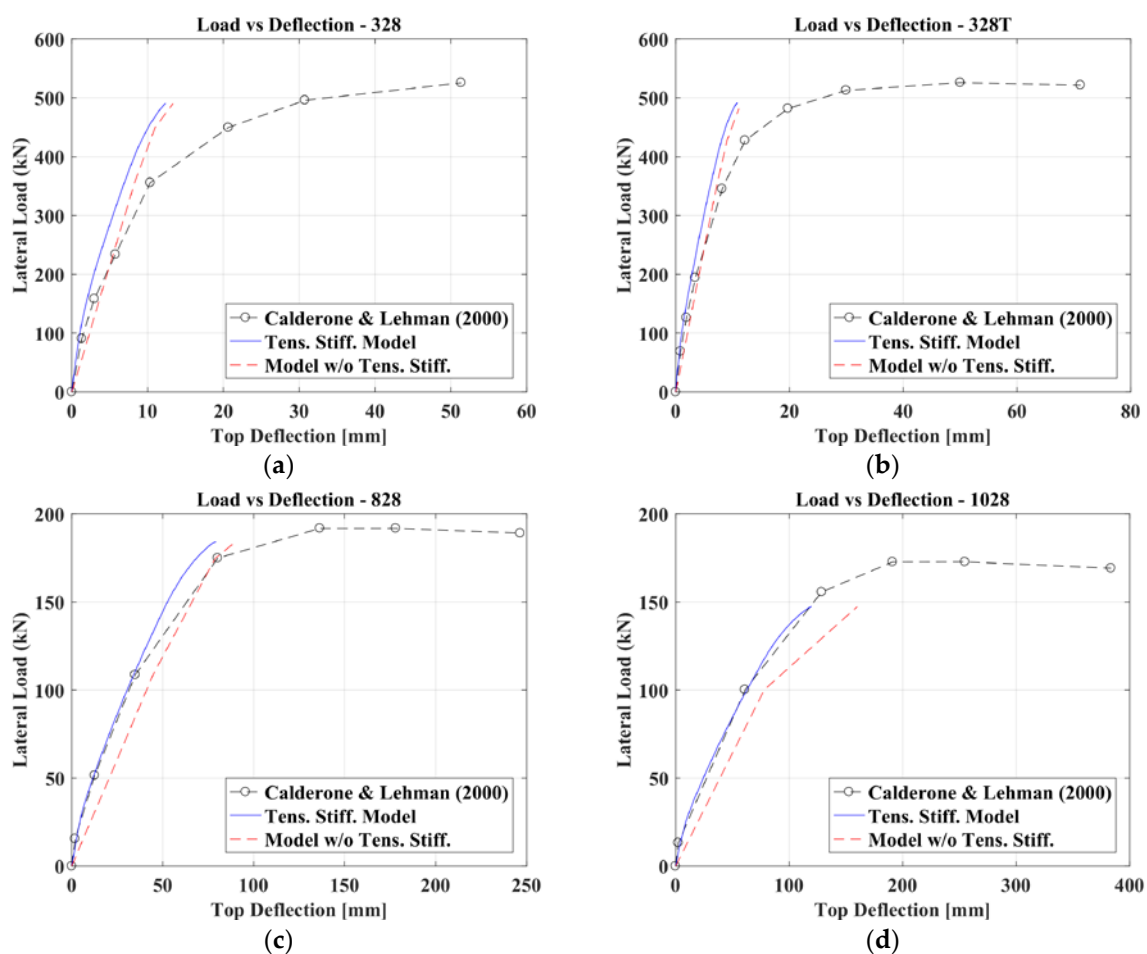 Load vs Deflection - 328
600
500
400
300
200
100
0
Lateral Load (kN)
Calderone & Lehman (2000)
Tens. Stiff. Model
Model w/o Tens. Stiff.
0 10 20 30 40 50 60
Top Deflection [mm]
(a)
Load vs Deflection - 328T
600
500
400
300
200
100
0
Lateral Load (kN)
Calderone & Lehman (2000)
Tens. Stiff. Model
Model w/o Tens. Stiff.
0 20 40 60 80
Top Deflection [mm]
(b)
Load vs Deflection - 828
200
150
100
50
0
Lateral Load (kN)
Calderone & Lehman (2000)
Tens. Stiff. Model
Model w/o Tens. Stiff.
0 50 100 150 200 250
Top Deflection [mm]
(c)
Load vs Deflection - 1028
200
150
100
50
0
Lateral Load (kN)
Calderone & Lehman (2000)
Tens. Stiff. Model
Model w/o Tens. Stiff.
0 100 200 300 400
Top Deflection [mm]
(d)